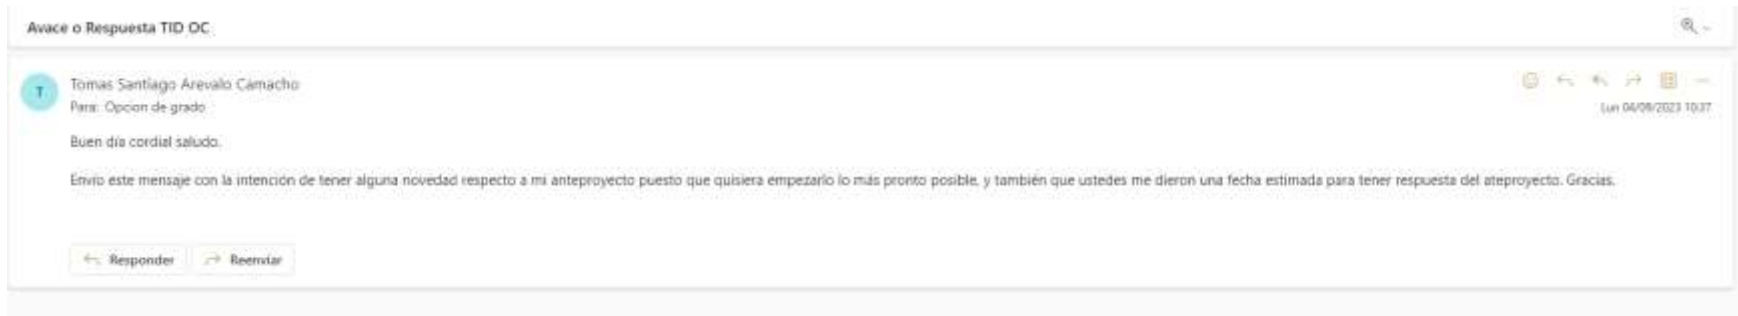 Avace o Respuesta TID OC
T
Tomas Santiago Arevalo Camacho
Para: Opcion de grado
Lun 04/09/2023 10:37
Buen día cordial saludo.
Envio este mensaje con la intención de tener alguna novedad respecto a mi anteproyecto puesto que quisiera empezarlo lo más pronto posible, y también que ustedes me dieron una fecha estimada para tener respuesta del ateproyecto. Gracias.
Responder
Reenviar